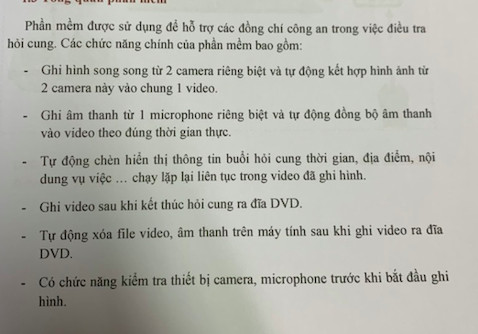 1.3 Tổng quan phần mềm
Phần mềm được sử dụng để hỗ trợ các đồng chí công an trong việc điều tra
hỏi cung. Các chức năng chính của phần mềm bao gồm:
- Ghi hình song song từ 2 camera riêng biệt và tự động kết hợp hình ảnh từ
2 camera này vào chung 1 video.
- Ghi âm thanh từ 1 microphone riêng biệt và tự động đồng bộ âm thanh
vào video theo đúng thời gian thực.
- Tự động chèn hiển thị thông tin buổi hỏi cung thời gian, địa điểm, nội
dung vụ việc ... chạy lặp lại liên tục trong video đã ghi hình.
- Ghi video sau khi kết thúc hỏi cung ra đĩa DVD.
- Tự động xóa file video, âm thanh trên máy tính sau khi ghi video ra đĩa
DVD.
- Có chức năng kiểm tra thiết bị camera, microphone trước khi bắt đầu ghi
hình.